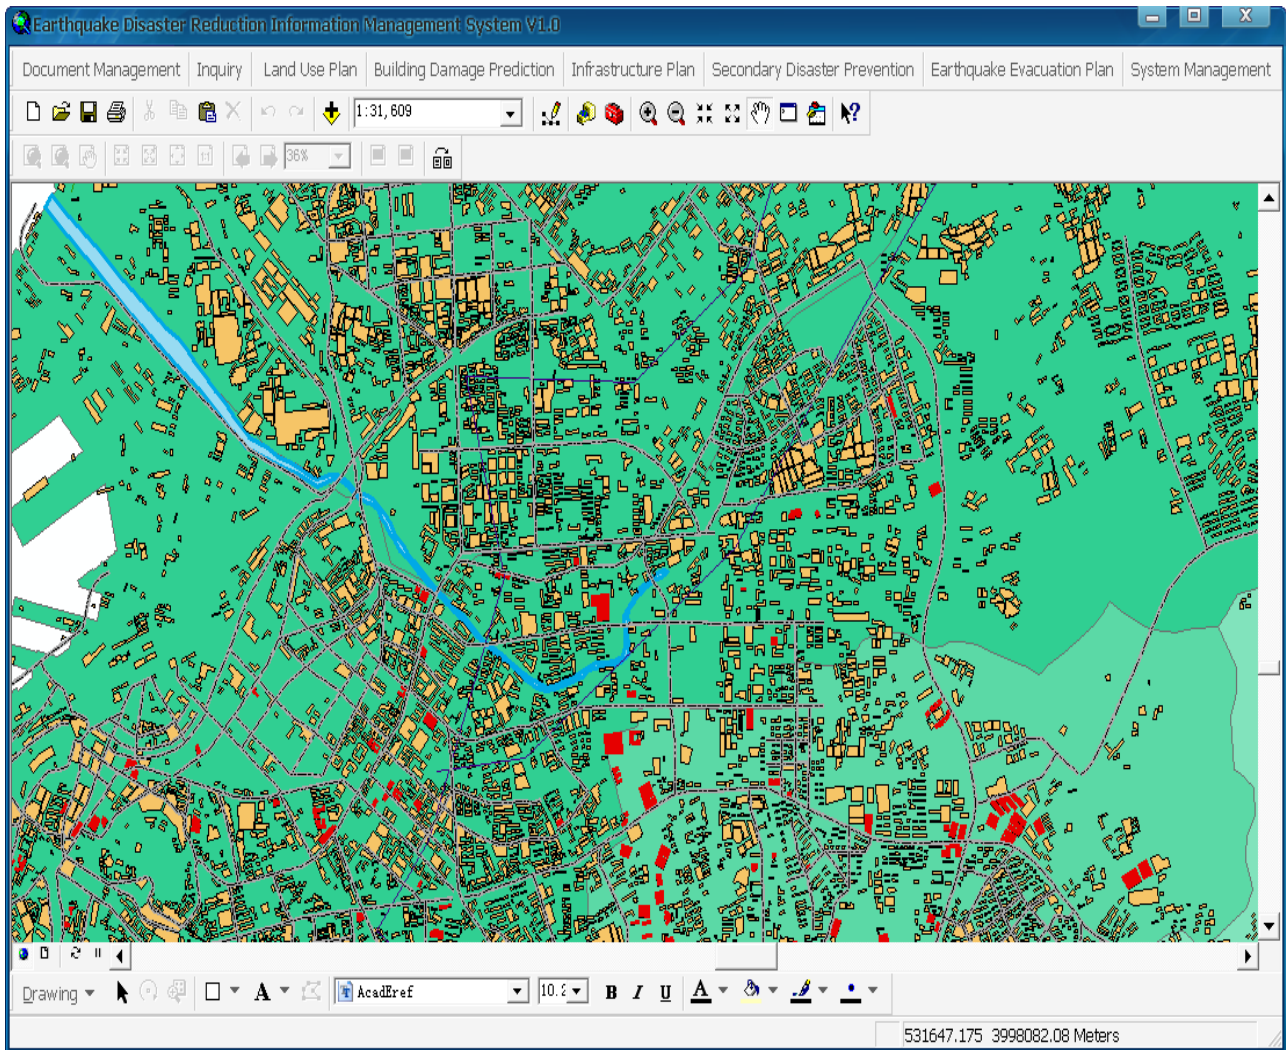 Earthquake Disaster Reduction Information Management System V1.0
Document Management Inquiry Land Use Plan Building Damage Prediction Infrastructure Plan Secondary Disaster Prevention Earthquake Evacuation Plan System Management
1:31,609
36%
Drawing A AcadEref 10.2 B I U A
531647.175 3998082.08 Meters